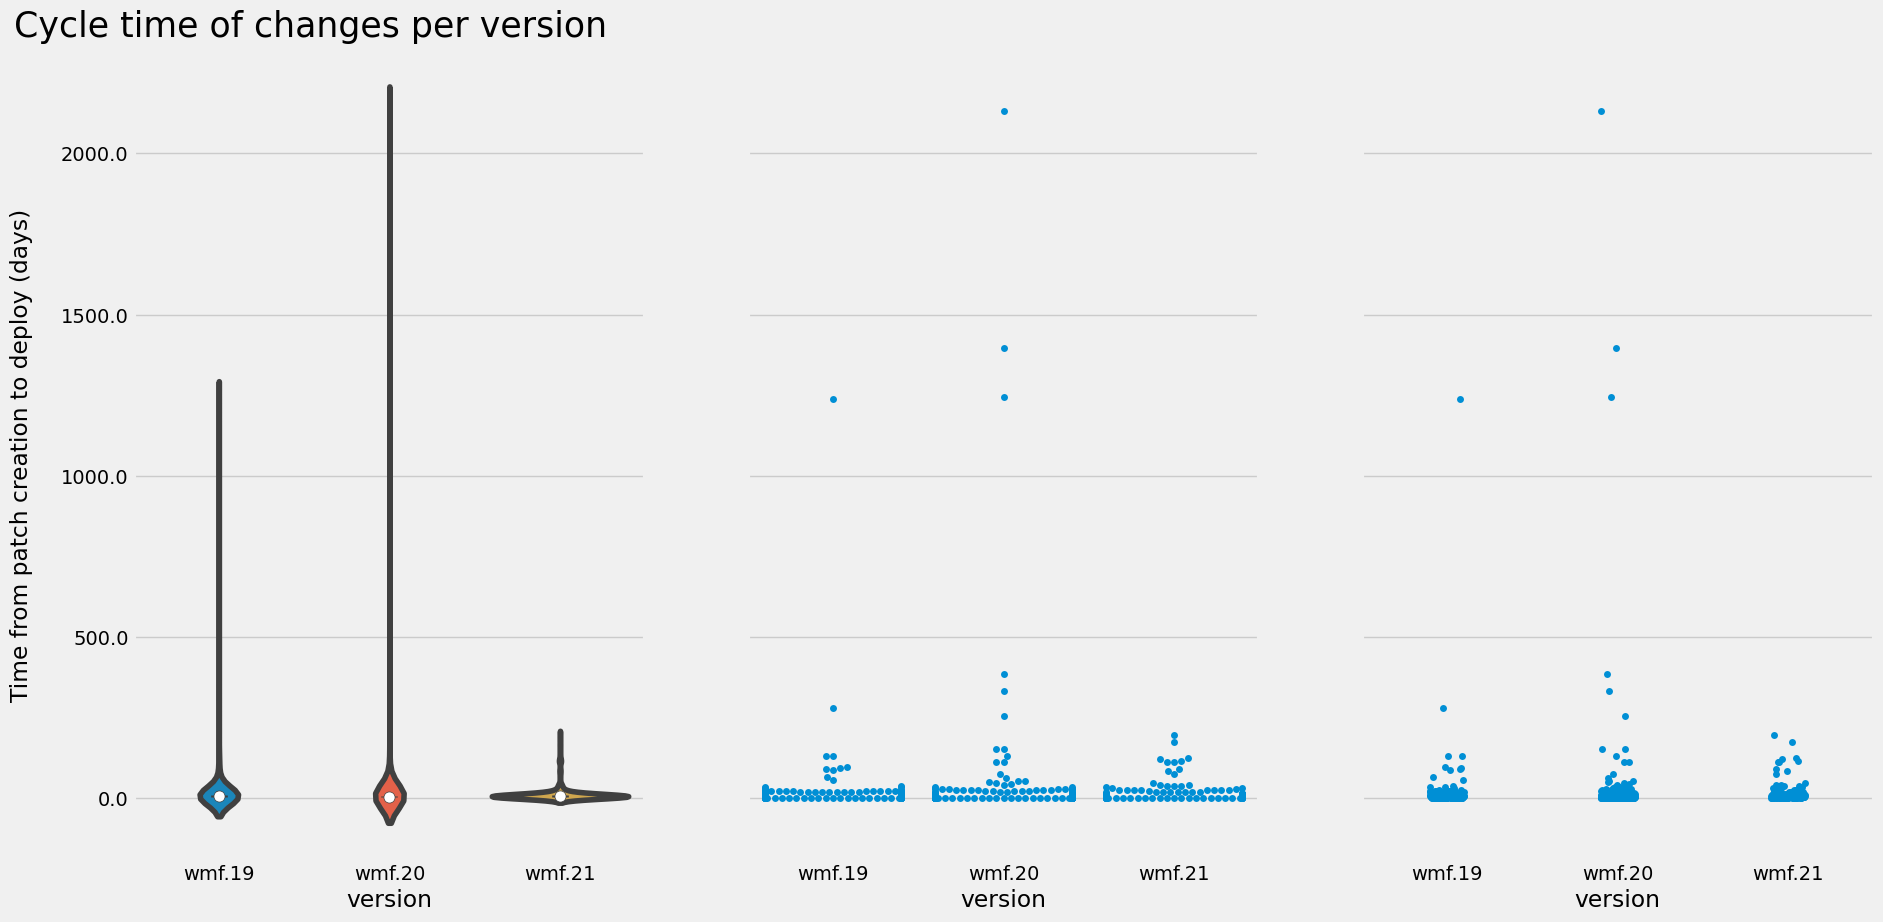 Cycle time of changes per version
Time from patch creation to deploy (days)
2000.0
1500.0
1000.0
500.0
0.0
wmf.19 wmf.20 wmf.21
version
wmf.19 wmf.20 wmf.21
version
wmf.19 wmf.20 wmf.21
version